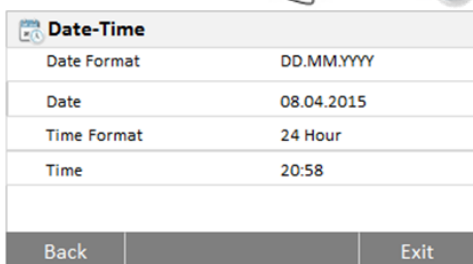 Date-Time
Date Format DD.MM.YYYY
Date 08.04.2015
Time Format 24 Hour
Time 20:58
Back Exit